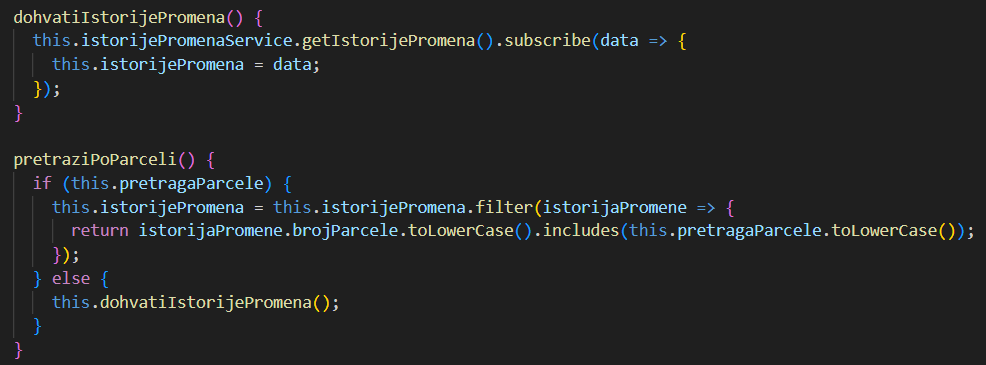 dohvatiIstorijePromena() {
  this.istorijePromenaService.getIstorijePromena().subscribe(data => {
    this.istorijePromena = data;
  });
}

pretraziPoParceli() {
  if (this.pretragaParcele) {
    this.istorijePromena = this.istorijePromena.filter(istorijaPromene => {
      return istorijaPromene.brojParcele.toLowerCase().includes(this.pretragaParcele.toLowerCase());
    });
  } else {
    this.dohvatiIstorijePromena();
  }
}